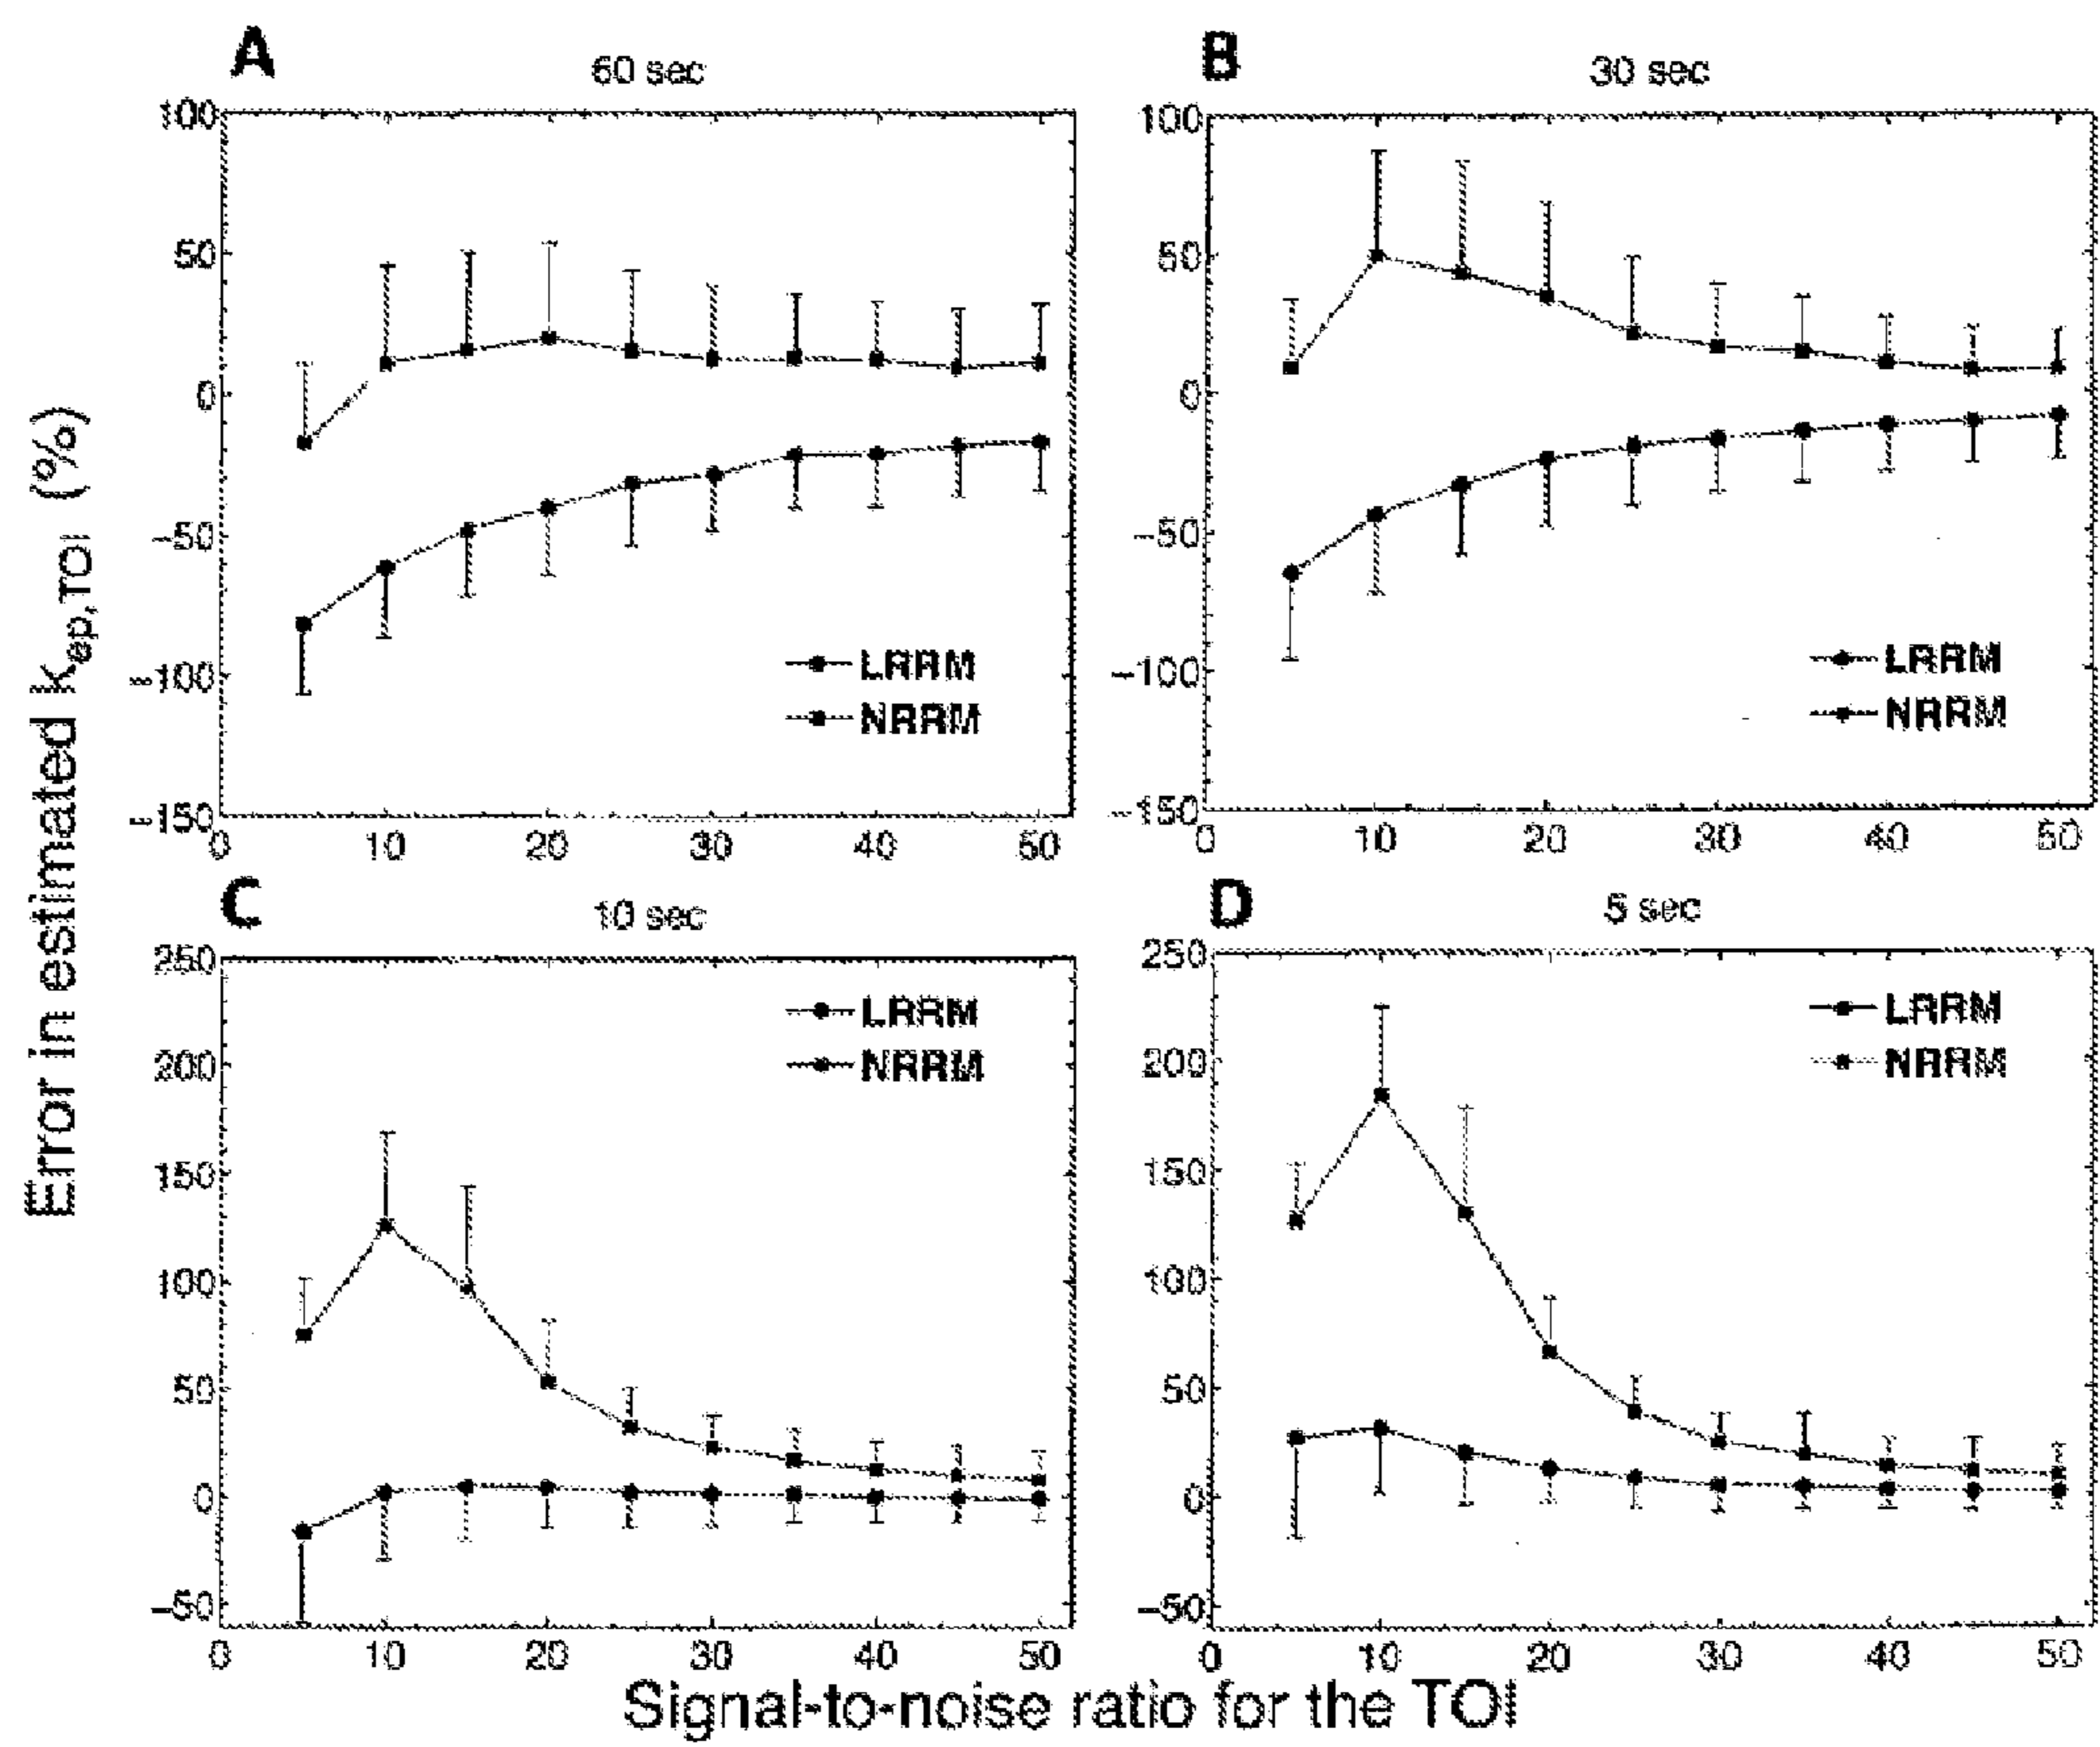 A
60 sec
100
50
0
-50
-100
-150
0 10 20 30 40 50
LRRM
NRRM
B
30 sec
100
50
0
-50
-100
-150
0 10 20 30 40 50
LRRM
NRRM
C
10 sec
250
200
150
100
50
0
-50
0 10 20 30 40 50
LRRM
NRRM
D
5 sec
250
200
150
100
50
0
-50
0 10 20 30 40 50
LRRM
NRRM
Error in estimated kep,TOI (%)
Signal-to-noise ratio for the TOI